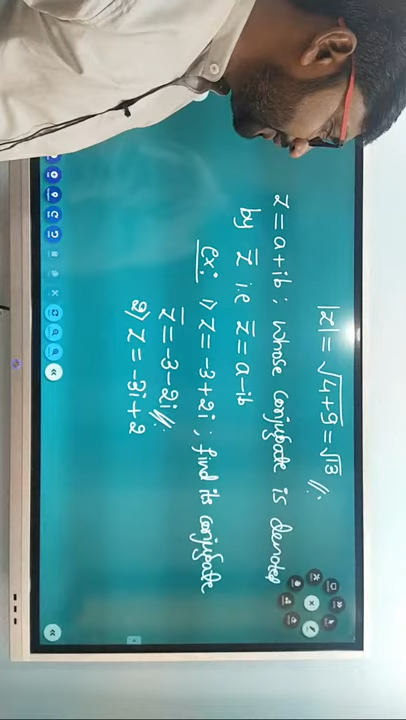 |z| = √4+9 = √13 //:
z = a+ib ; whose conjugate is denoted
by z̅ i.e z̅ = a-ib
Ex: 1) z = -3+2i ; find its conjugate
z̅ = -3-2i //:
2) z = -3i+2